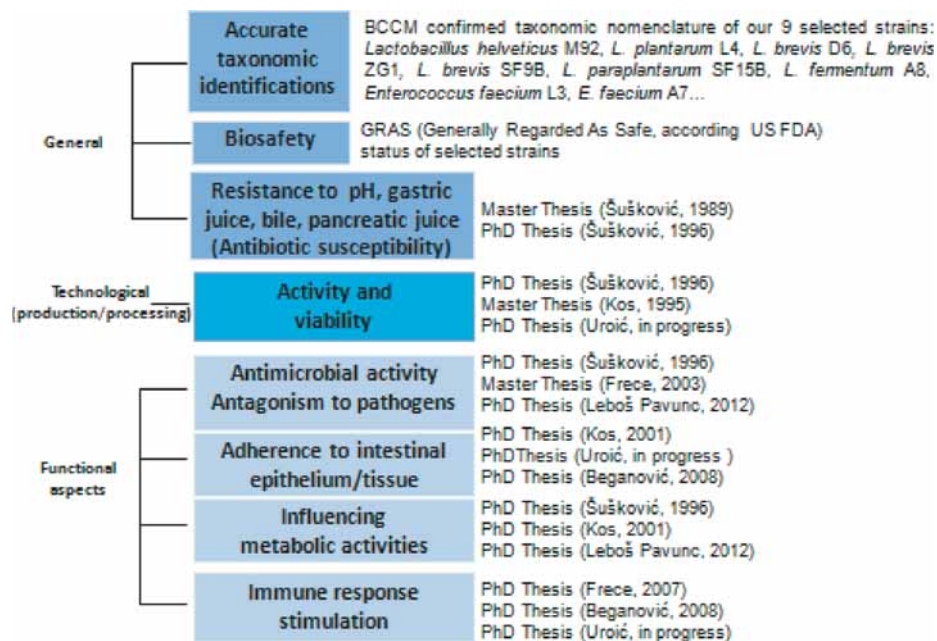 Accurate
taxonomic
identifications
BCCM confirmed taxonomic nomenclature of our 9 selected strains:
Lactobacillus helveticus M92, L. plantarum L4, L. brevis D6, L. brevis
ZG1, L. brevis SF9B, L. paraplantarum SF15B, L. fermentum A8,
Enterococcus faecium L3, E. faecium A7...
General
Biosafety
GRAS (Generally Regarded As Safe, according US FDA)
status of selected strains
Resistance to pH, gastric
juice, bile, pancreatic juice
(Antibiotic susceptibility)
Master Thesis (Šušković, 1989)
PhD Thesis (Šušković, 1996)
Technological
(production/processing)
Activity and
viability
PhD Thesis (Šušković, 1996)
Master Thesis (Kos, 1995)
PhD Thesis (Uroić, in progress)
Functional
aspects
Antimicrobial activity
Antagonism to pathogens
PhD Thesis (Šušković, 1996)
Master Thesis (Frece, 2003)
PhD Thesis (Leboš Pavunc, 2012)
Adherence to intestinal
epithelium/tissue
PhD Thesis (Kos, 2001)
PhDThesis (Uroić, in progress )
PhD Thesis (Beganović, 2008)
Influencing
metabolic activities
PhD Thesis (Šušković, 1996)
PhD Thesis (Kos, 2001)
PhD Thesis (Leboš Pavunc, 2012)
Immune response
stimulation
PhD Thesis (Frece, 2007)
PhD Thesis (Beganović, 2008)
PhD Thesis (Uroić, in progress)